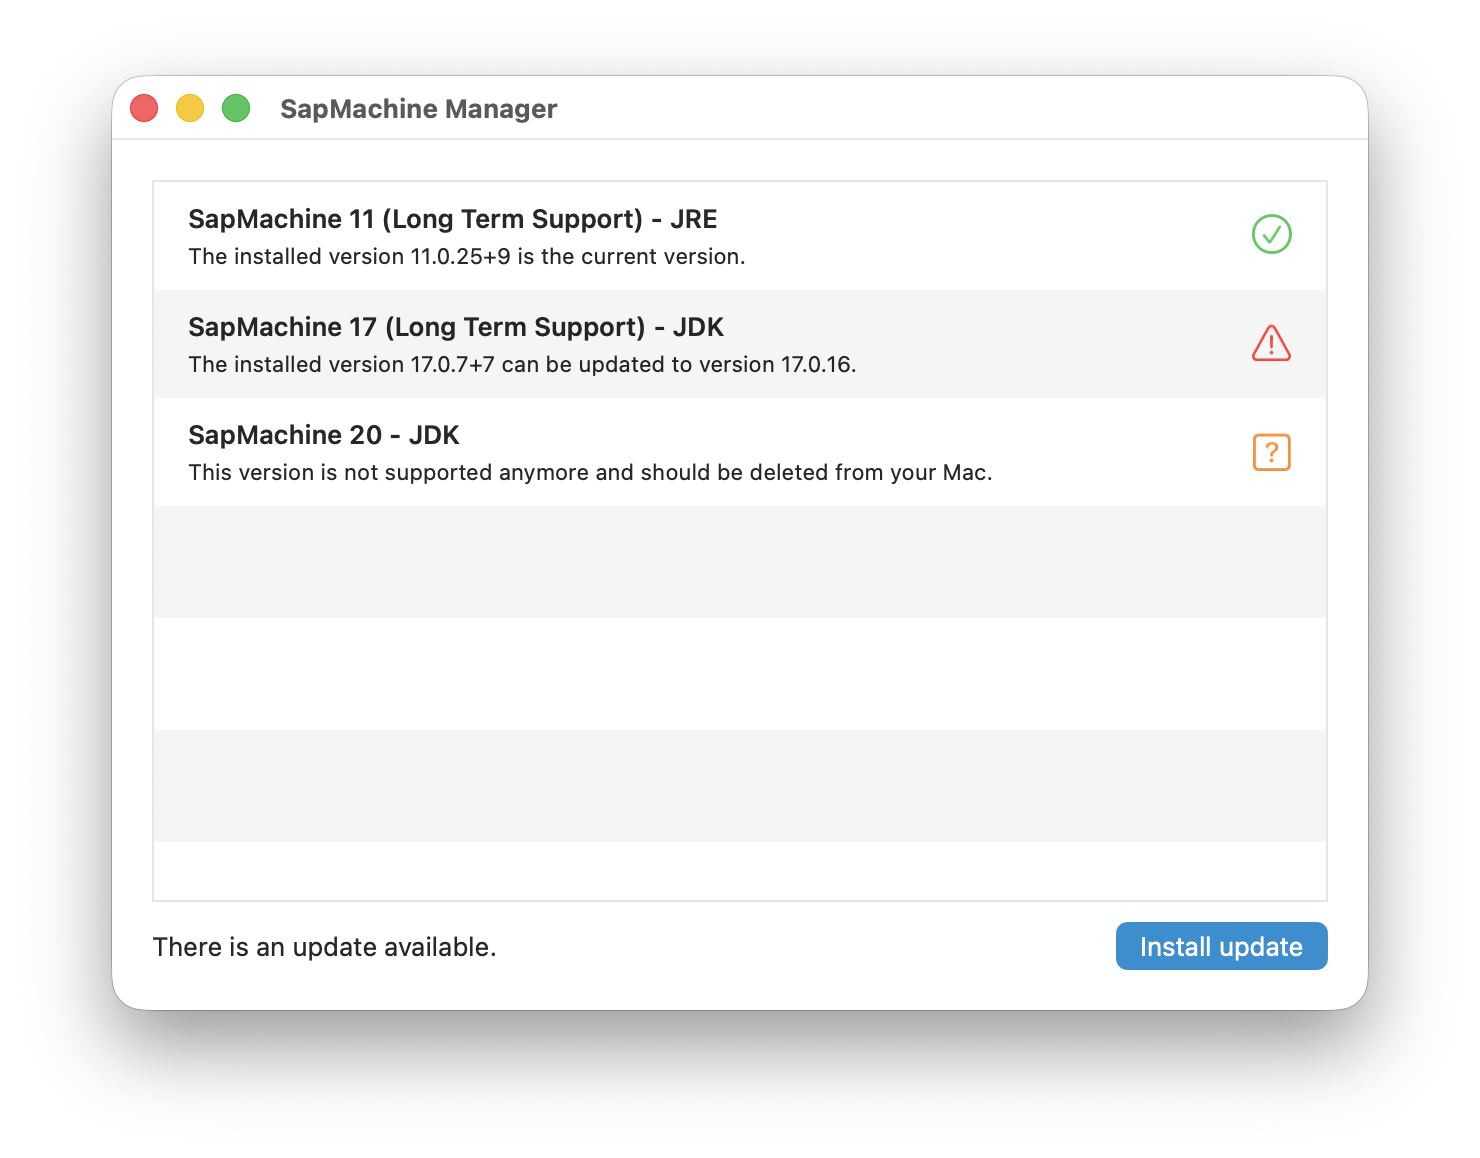 SapMachine Manager
SapMachine 11 (Long Term Support) - JRE
The installed version 11.0.25+9 is the current version.
SapMachine 17 (Long Term Support) - JDK
The installed version 17.0.7+7 can be updated to version 17.0.16.
SapMachine 20 - JDK
This version is not supported anymore and should be deleted from your Mac.
There is an update available.
Install update